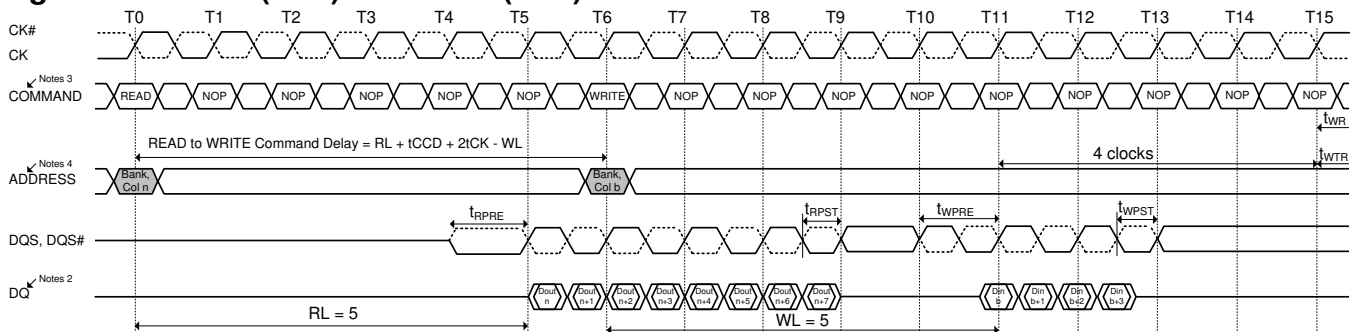 T0 T1 T2 T3 T4 T5 T6 T7 T8 T9 T10 T11 T12 T13 T14 T15
CK#
CK
Notes 3
COMMAND READ NOP NOP NOP NOP NOP WRITE NOP NOP NOP NOP NOP NOP NOP NOP NOP
tWR
READ to WRITE Command Delay = RL + tCCD + 2tCK - WL
4 clocks
tWTR
Notes 4
ADDRESS
Bank, Col n
Bank, Col b
tRPRE tRPST tWPRE tWPST
DQS, DQS#
Notes 2
DQ
Dout n
Dout n+1
Dout n+2
Dout n+3
Dout n+4
Dout n+5
Dout n+6
Dout n+7
Din b
Din b+1
Din b+2
Din b+3
RL = 5
WL = 5